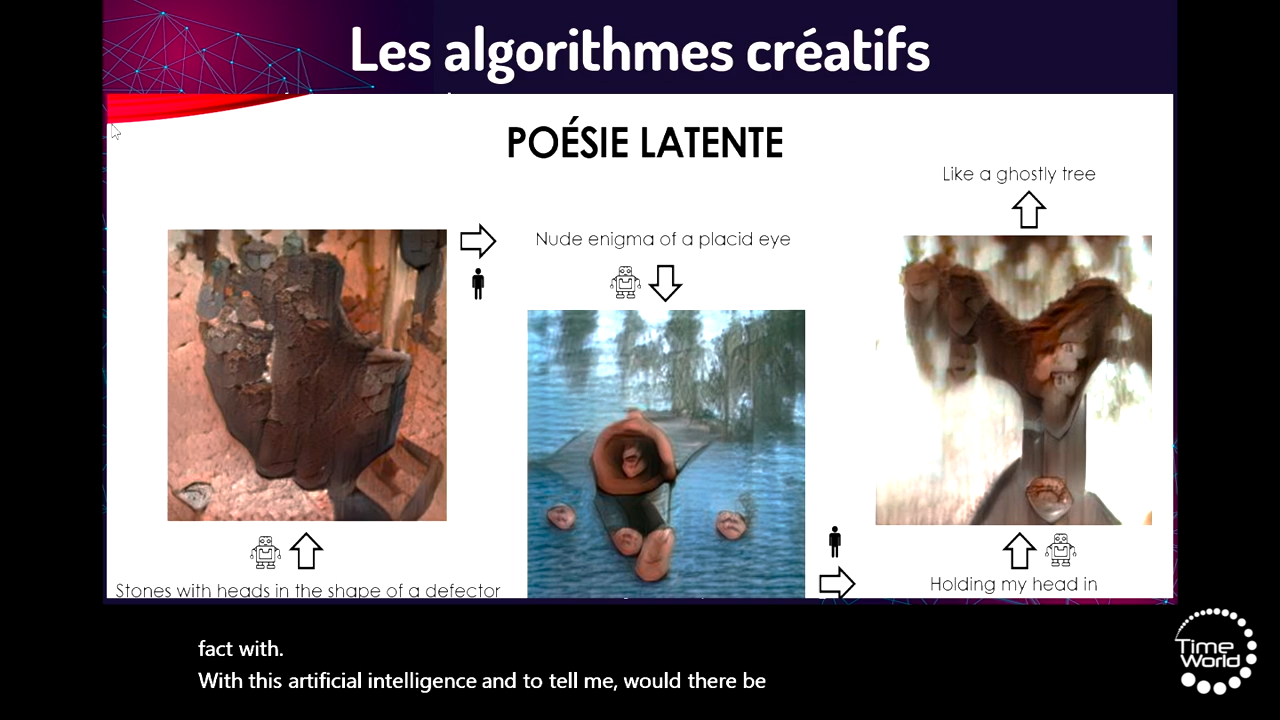 Les algorithmes créatifs
POÉSIE LATENTE
Like a ghostly tree
Nude enigma of a placid eye
Stones with heads in the shape of a defector
Holding my head in
fact with.
With this artificial intelligence and to tell me, would there be
Time
World